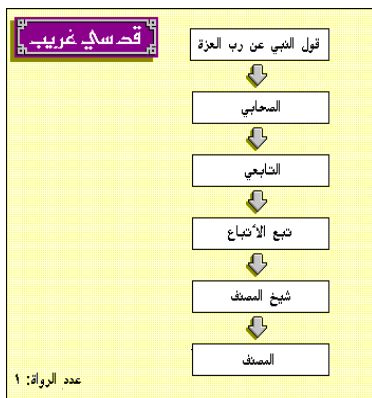 قدسي غريب
قول النبي عن رب العزة
الصحابي
التابعي
تبع الأتباع
شيخ المصنف
المصنف
عدد الرواة: ١